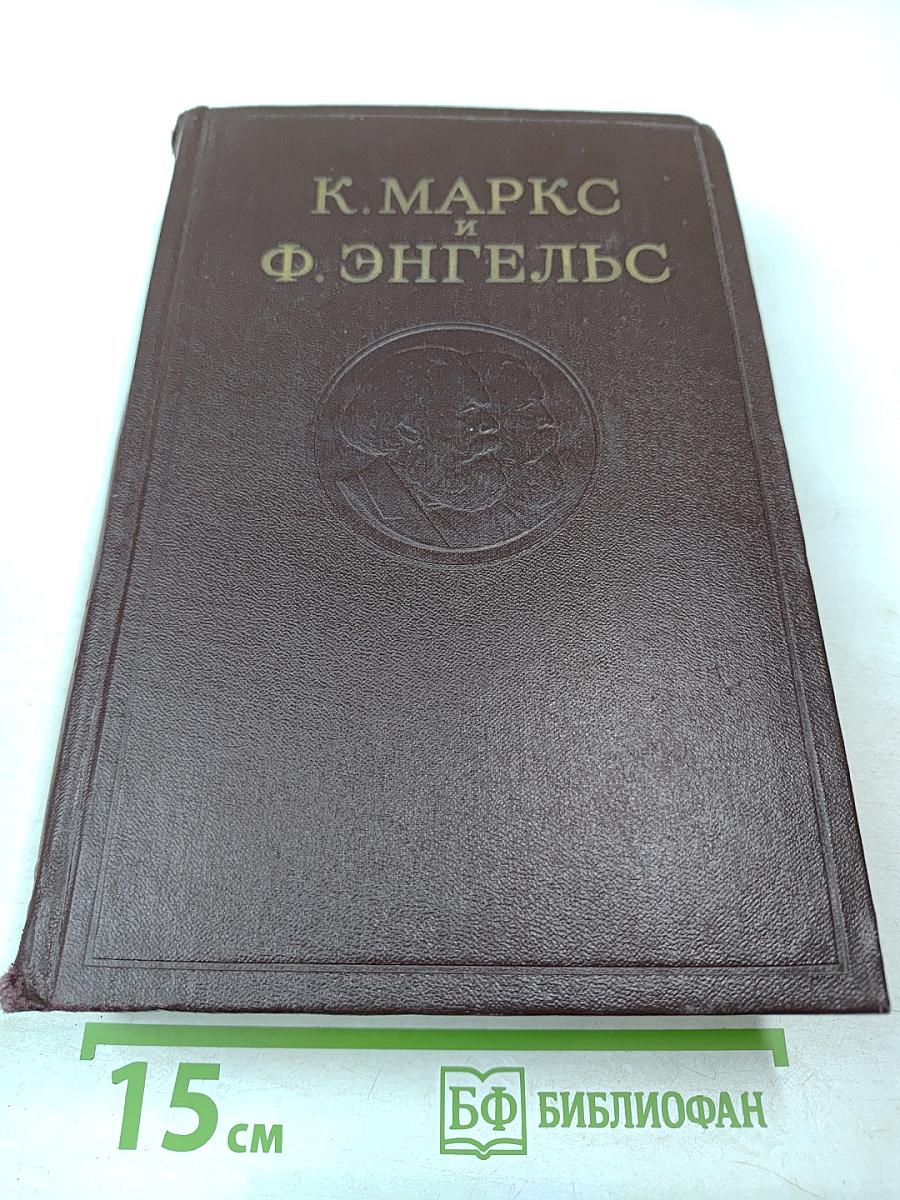 К. МАРКС
и
Ф. ЭНГЕЛЬС
15 см
БФ БИБЛИОФАН